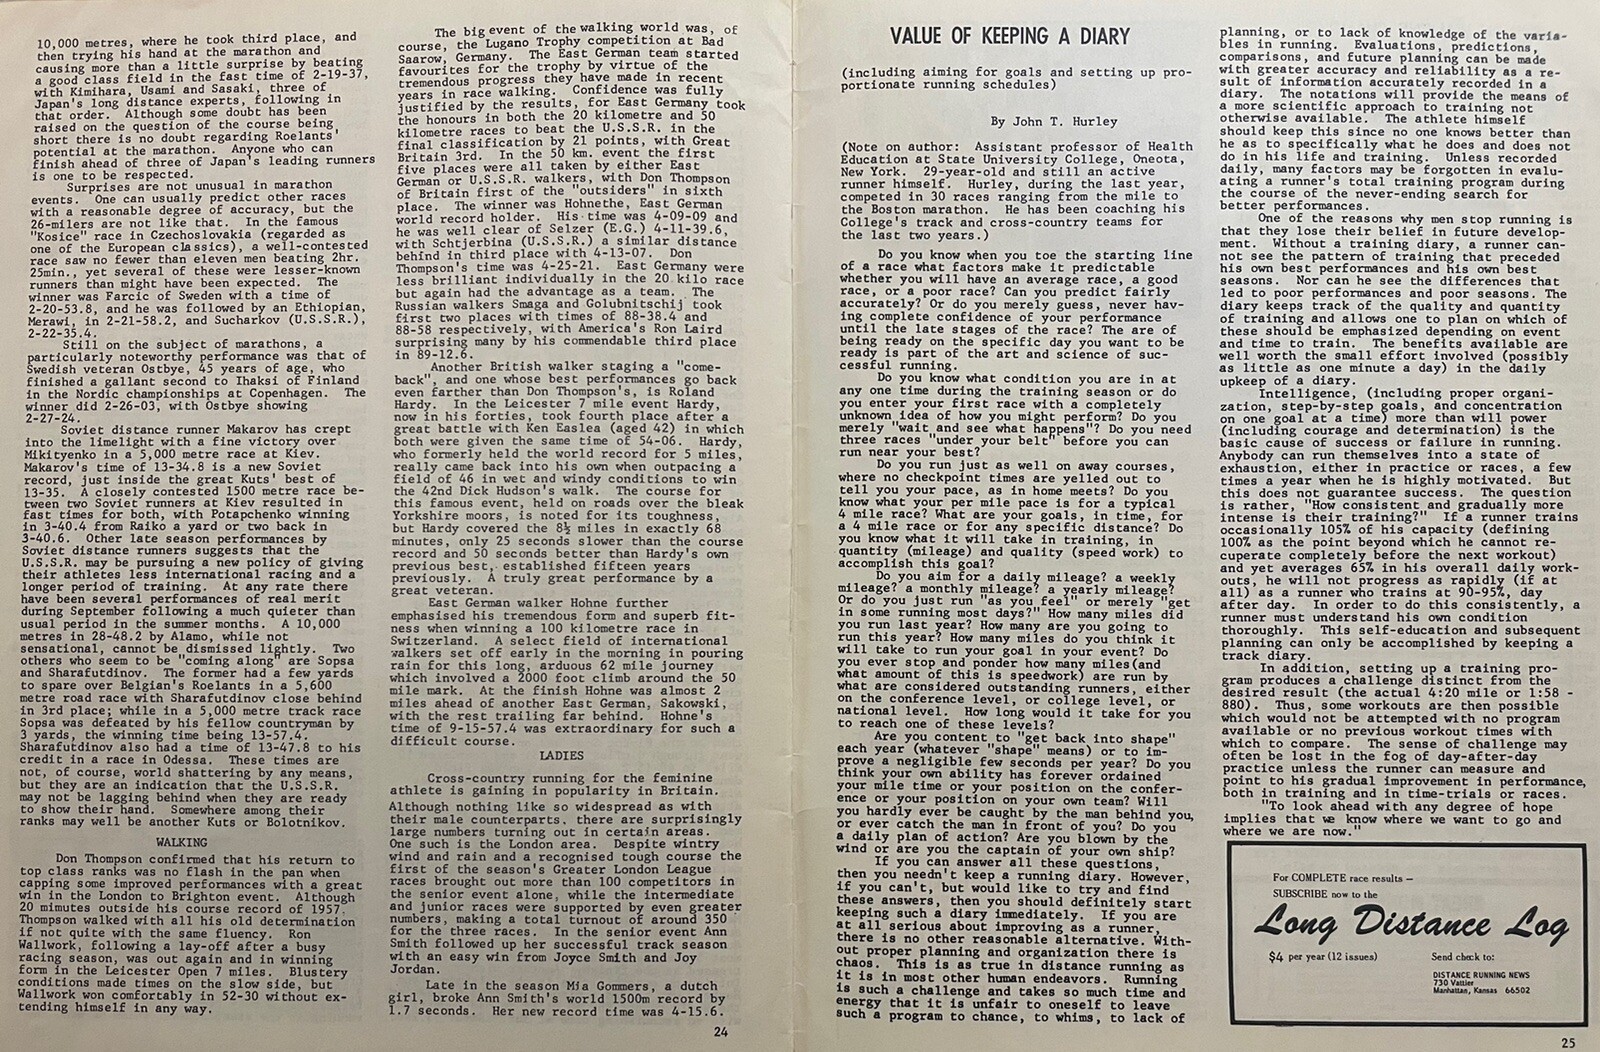 10,000 metres, where he took third place, and
then trying his hand at the marathon and
causing more than a little surprise by beating
a good class field in the fast time of 2-19-37,
with Kimihara, Usami and Sasaki, three of
Japan's long distance experts, following in
that order. Although some doubt has been
raised on the question of the course being
short there is no doubt regarding Roelants'
potential at the marathon. Anyone who can
finish ahead of three of Japan's leading runners
is one to be respected.
Surprises are not unusual in marathon
events. One can usually predict other races
with a reasonable degree of accuracy, but the
26-milers are not like that. In the famous
"Kosice" race in Czechoslovakia (regarded as
one of the European classics), a well-contested
race saw no fewer than eleven men beating 2hr.
25min., yet several of these were lesser-known
runners than might have been expected. The
winner was Farcic of Sweden with a time of
2-20-53.8, and he was followed by an Ethiopian,
Merawi, in 2-21-58.2, and Sucharkov (U.S.S.R.),
2-22-35.4.
Still on the subject of marathons, a
particularly noteworthy performance was that of
Swedish veteran Ostbye, 45 years of age, who
finished a gallant second to Ihaksi of Finland
in the Nordic championships at Copenhagen. The
winner did 2-26-03, with Ostbye showing
2-27-24.
Soviet distance runner Makarov has crept
into the limelight with a fine victory over
Mikityenko in a 5,000 metre race at Kiev.
Makarov's time of 13-34.8 is a new Soviet
record, just inside the great Kuts' best of
13-35. A closely contested 1500 metre race be-
tween two Soviet runners at Kiev resulted in
fast times for both, with Potapchenko winning
in 3-40.4 from Raiko a yard or two back in
3-40.6. Other late season performances by
Soviet distance runners suggests that the
U.S.S.R. may be pursuing a new policy of giving
their athletes less international racing and a
longer period of training. At any rate there
have been several performances of real merit
during September following a much quieter than
usual period in the summer months. A 10,000
metres in 28-48.2 by Alamo, while not
sensational, cannot be dismissed lightly. Two
others who seem to be "coming along" are Sopsa
and Sharafutdinov. The former had a few yards
to spare over Belgian's Roelants in a 5,600
metre road race with Sharafutdinov close behind
in 3rd place; while in a 5,000 metre track race
Sopsa was defeated by his fellow countryman by
3 yards, the winning time being 13-57.4.
Sharafutdinov also had a time of 13-47.8 to his
credit in a race in Odessa. These times are
not, of course, world shattering by any means,
but they are an indication that the U.S.S.R.
may not be lagging behind when they are ready
to show their hand. Somewhere among their
ranks may well be another Kuts or Bolotnikov.
WALKING
Don Thompson confirmed that his return to
top class ranks was no flash in the pan when
capping some improved performances with a great
win in the London to Brighton event. Although
20 minutes outside his course record of 1957,
Thompson walked with all his old determination
if not quite with the same fluency. Ron
Wallwork, following a lay-off after a busy
racing season, was out again and in winning
form in the Leicester Open 7 miles. Blustery
conditions made times on the slow side, but
Wallwork won comfortably in 52-30 without ex-
tending himself in any way.
The big event of the walking world was, of
course, the Lugano Trophy competition at Bad
Saarow, Germany. The East German team started
favourites for the trophy by virtue of the
tremendous progress they have made in recent
years in race walking. Confidence was fully
justified by the results, for East Germany took
the honours in both the 20 kilometre and 50
kilometre races to beat the U.S.S.R. in the
final classification by 21 points, with Great
Britain 3rd. In the 50 km. event the first
five places were all taken by either East
German or U.S.S.R. walkers, with Don Thompson
of Britain first of the "outsiders" in sixth
place. The winner was Hohnethe, East German
world record holder. His time was 4-09-09 and
he was well clear of Selzer (E.G.) 4-11-39.6,
with Schtjerbina (U.S.S.R.) a similar distance
behind in third place with 4-13-07. Don
Thompson's time was 4-25-21. East Germany were
less brilliant individually in the 20 kilo race
but again had the advantage as a team. The
Russian walkers Smaga and Golubnitschij took
first two places with times of 88-38.4 and
88-58 respectively, with America's Ron Laird
surprising many by his commendable third place
in 89-12.6.
Another British walker staging a "come-
back", and one whose best performances go back
even farther than Don Thompson's, is Roland
Hardy. In the Leicester 7 mile event Hardy,
now in his forties, took fourth place after a
great battle with Ken Easlea (aged 42) in which
both were given the same time of 54-06. Hardy,
who formerly held the world record for 5 miles,
really came back into his own when outpacing a
field of 46 in wet and windy conditions to win
the 42nd Dick Hudson's walk. The course for
this famous event, held on roads over the bleak
Yorkshire moors, is noted for its toughness,
but Hardy covered the 8½ miles in exactly 68
minutes, only 25 seconds slower than the course
record and 50 seconds better than Hardy's own
previous best, established fifteen years
previously. A truly great performance by a
great veteran.
East German walker Hohne further
emphasised his tremendous form and superb fit-
ness when winning a 100 kilometre race in
Switzerland. A select field of international
walkers set off early in the morning in pouring
rain for this long, arduous 62 mile journey
which involved a 2000 foot climb around the 50
mile mark. At the finish Hohne was almost 2
miles ahead of another East German, Sakowski,
with the rest trailing far behind. Hohne's
time of 9-15-57.4 was extraordinary for such a
difficult course.
LADIES
Cross-country running for the feminine
athlete is gaining in popularity in Britain.
Although nothing like so widespread as with
their male counterparts, there are surprisingly
large numbers turning out in certain areas.
One such is the London area. Despite wintry
wind and rain and a recognised tough course the
first of the season's Greater London League
races brought out more than 100 competitors in
the senior event alone, while the intermediate
and junior races were supported by even greater
numbers, making a total turnout of around 350
for the three races. In the senior event Ann
Smith followed up her successful track season
with an easy win from Joyce Smith and Joy
Jordan.
Late in the season Mia Gommers, a dutch
girl, broke Ann Smith's world 1500m record by
1.7 seconds. Her new record time was 4-15.6.
24
VALUE OF KEEPING A DIARY
(including aiming for goals and setting up pro-
portionate running schedules)
By John T. Hurley
(Note on author: Assistant professor of Health
Education at State University College, Oneota,
New York. 29-year-old and still an active
runner himself. Hurley, during the last year,
competed in 30 races ranging from the mile to
the Boston marathon. He has been coaching his
College's track and cross-country teams for
the last two years.)
Do you know when you toe the starting line
of a race what factors make it predictable
whether you will have an average race, a good
race, or a poor race? Can you predict fairly
accurately? Or do you merely guess, never hav-
ing complete confidence of your performance
until the late stages of the race? The are of
being ready on the specific day you want to be
ready is part of the art and science of suc-
cessful running.
Do you know what condition you are in at
any one time during the training season or do
you enter your first race with a completely
unknown idea of how you might perform? Do you
merely "wait and see what happens"? Do you need
three races "under your belt" before you can
run near your best?
Do you run just as well on away courses,
where no checkpoint times are yelled out to
tell you your pace, as in home meets? Do you
know what your per mile pace is for a typical
4 mile race? What are your goals, in time, for
a 4 mile race or for any specific distance? Do
you know what it will take in training, in
quantity (mileage) and quality (speed work) to
accomplish this goal?
Do you aim for a daily mileage? a weekly
mileage? a monthly mileage? a yearly mileage?
Or do you just run "as you feel" or merely "get
in some running most days?" How many miles did
you run last year? How many are you going to
run this year? How many miles do you think it
will take to run your goal in your event? Do
you ever stop and ponder how many miles(and
what amount of this is speedwork) are run by
what are considered outstanding runners, either
on the conference level, or college level, or
national level. How long would it take for you
to reach one of these levels?
Are you content to "get back into shape"
each year (whatever "shape" means) or to im-
prove a negligible few seconds per year? Do you
think your own ability has forever ordained
your mile time or your position on the confer-
ence or your position on your own team? Will
you hardly ever be caught by the man behind you,
or ever catch the man in front of you? Do you
a daily plan of action? Are you blown by the
wind or are you the captain of your own ship?
If you can answer all these questions,
then you needn't keep a running diary. However,
if you can't, but would like to try and find
these answers, then you should definitely start
keeping such a diary immediately. If you are
at all serious about improving as a runner,
there is no other reasonable alternative. With-
out proper planning and organization there is
chaos. This is as true in distance running as
it is in most other human endeavors. Running
is such a challenge and takes so much time and
energy that it is unfair to oneself to leave
such a program to chance, to whims, to lack of
planning, or to lack of knowledge of the varia-
bles in running. Evaluations, predictions,
comparisons, and future planning can be made
with greater accuracy and reliability as a re-
sult of information accurately recorded in a
diary. The notations will provide the means of
a more scientific approach to training not
otherwise available. The athlete himself
should keep this since no one knows better than
he as to specifically what he does and does not
do in his life and training. Unless recorded
daily, many factors may be forgotten in evalu-
ating a runner's total training program during
the course of the never-ending search for
better performances.
One of the reasons why men stop running is
that they lose their belief in future develop-
ment. Without a training diary, a runner can-
not see the pattern of training that preceded
his own best performances and his own best
seasons. Nor can he see the differences that
led to poor performances and poor seasons. The
diary keeps track of the quality and quantity
of training and allows one to plan on which of
these should be emphasized depending on event
and time to train. The benefits available are
well worth the small effort involved (possibly
as little as one minute a day) in the daily
upkeep of a diary.
Intelligence, (including proper organi-
zation, step-by-step goals, and concentration
on one goal at a time) more than will power
(including courage and determination) is the
basic cause of success or failure in running.
Anybody can run themselves into a state of
exhaustion, either in practice or races, a few
times a year when he is highly motivated. But
this does not guarantee success. The question
is rather, "How consistent and gradually more
intense is their training?" If a runner trains
occasionally 105% of his capacity (defining
100% as the point beyond which he cannot re-
cuperate completely before the next workout)
and yet averages 65% in his overall daily work-
outs, he will not progress as rapidly (if at
all) as a runner who trains at 90-95%, day
after day. In order to do this consistently, a
runner must understand his own condition
thoroughly. This self-education and subsequent
planning can only be accomplished by keeping a
track diary.
In addition, setting up a training pro-
gram produces a challenge distinct from the
desired result (the actual 4:20 mile or 1:58 -
880). Thus, some workouts are then possible
which would not be attempted with no program
available or no previous workout times with
which to compare. The sense of challenge may
often be lost in the fog of day-after-day
practice unless the runner can measure and
point to his gradual improvement in performance,
both in training and in time-trials or races.
"To look ahead with any degree of hope
implies that we know where we want to go and
where we are now."
For COMPLETE race results —
SUBSCRIBE now to the
Long Distance Log
$4 per year (12 issues)
Send check to:
DISTANCE RUNNING NEWS
730 Vattier
Manhattan, Kansas 66502
25